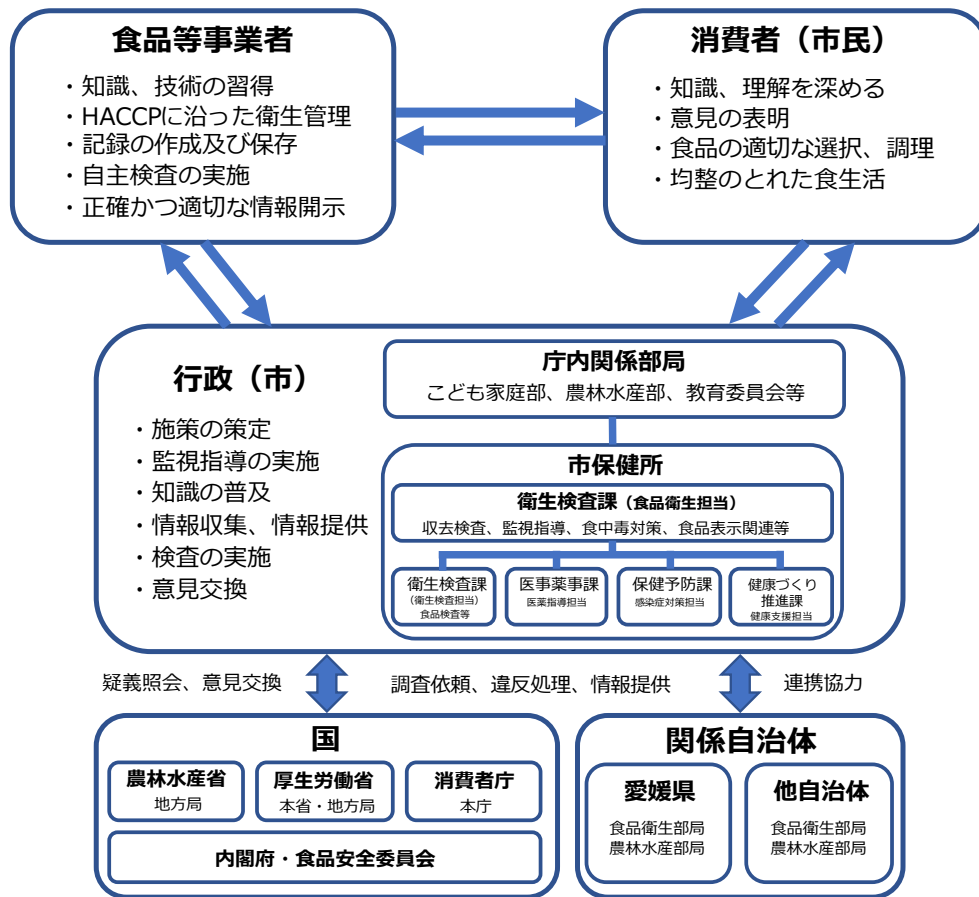 食品等事業者
・知識、技術の習得
・HACCPに沿った衛生管理
・記録の作成及び保存
・自主検査の実施
・正確かつ適切な情報開示
消費者（市民）
・知識、理解を深める
・意見の表明
・食品の適切な選択、調理
・均整のとれた食生活
行政（市）
・施策の策定
・監視指導の実施
・知識の普及
・情報収集、情報提供
・検査の実施
・意見交換
庁内関係部局
こども家庭部、農林水産部、教育委員会等
市保健所
衛生検査課（食品衛生担当）
収去検査、監視指導、食中毒対策、食品表示関連等
衛生検査課
（衛生検査担当）
食品検査等
医事薬事課
医薬指導担当
保健予防課
感染症対策担当
健康づくり
推進課
健康支援担当
疑義照会、意見交換
調査依頼、違反処理、情報提供
連携協力
国
農林水産省
地方局
厚生労働省
本省・地方局
消費者庁
本庁
内閣府・食品安全委員会
関係自治体
愛媛県
食品衛生部局
農林水産部局
他自治体
食品衛生部局
農林水産部局